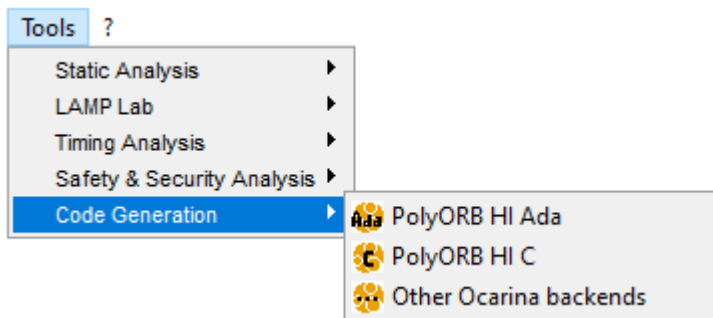 Tools ?
Static Analysis
LAMP Lab
Timing Analysis
Safety & Security Analysis
Code Generation
Ada PolyORB HI Ada
C PolyORB HI C
Other Ocarina backends